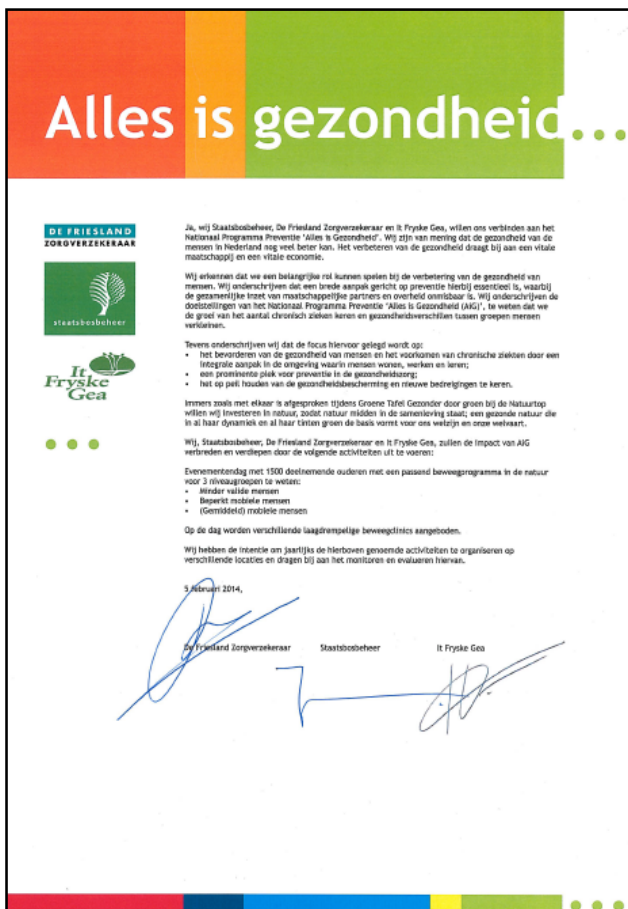 Alles is gezondheid...
DE FRIESLAND
ZORGVERZEKERAAR
staatsbosbeheer
It
Fryske
Gea
Ja, wij Staatsbosbeheer, De Friesland Zorgverzekeraar en It Fryske Gea, willen ons verbinden aan het
Nationaal Programma Preventie 'Alles is Gezondheid'. Wij zijn van mening dat de gezondheid van de
mensen in Nederland nog veel beter kan. Het verbeteren van de gezondheid draagt bij aan een vitale
maatschappij en een vitale economie.
Wij erkennen dat we een belangrijke rol kunnen spelen bij de verbetering van de gezondheid van
mensen. Wij onderschrijven dat een brede aanpak gericht op preventie hierbij essentieel is, waarbij
de gezamenlijke inzet van maatschappelijke partners en overheid onmisbaar is. Wij onderschrijven de
doelstellingen van het Nationaal Programma Preventie 'Alles is Gezondheid (AiG)', te weten dat we
de groei van het aantal chronisch zieken keren en gezondheidsverschillen tussen groepen mensen
verkleinen.
Tevens onderschrijven wij dat de focus hiervoor gelegd wordt op:
• het bevorderen van de gezondheid van mensen en het voorkomen van chronische ziekten door een
integrale aanpak in de omgeving waarin mensen wonen, werken en leren;
• een prominente plek voor preventie in de gezondheidszorg;
• het op peil houden van de gezondheidsbescherming en nieuwe bedreigingen te keren.
Immers zoals met elkaar is afgesproken tijdens Groene Tafel Gezonder door groen bij de Natuurtop
willen wij investeren in natuur, zodat natuur midden in de samenleving staat; een gezonde natuur die
in al haar dynamiek en al haar tinten groen de basis vormt voor ons welzijn en onze welvaart.
Wij, Staatsbosbeheer, De Friesland Zorgverzekeraar en It Fryske Gea, zullen de impact van AiG
verbreden en verdiepen door de volgende activiteiten uit te voeren:
Evenementendag met 1500 deelnemende ouderen met een passend beweegprogramma in de natuur
voor 3 niveaugroepen te weten:
• Minder valide mensen
• Beperkt mobiele mensen
• (Gemiddeld) mobiele mensen
Op de dag worden verschillende laagdrempelige beweegclinics aangeboden.
Wij hebben de intentie om jaarlijks de hierboven genoemde activiteiten te organiseren op
verschillende locaties en dragen bij aan het monitoren en evalueren hiervan.
5 februari 2014,
De Friesland Zorgverzekeraar Staatsbosbeheer It Fryske Gea